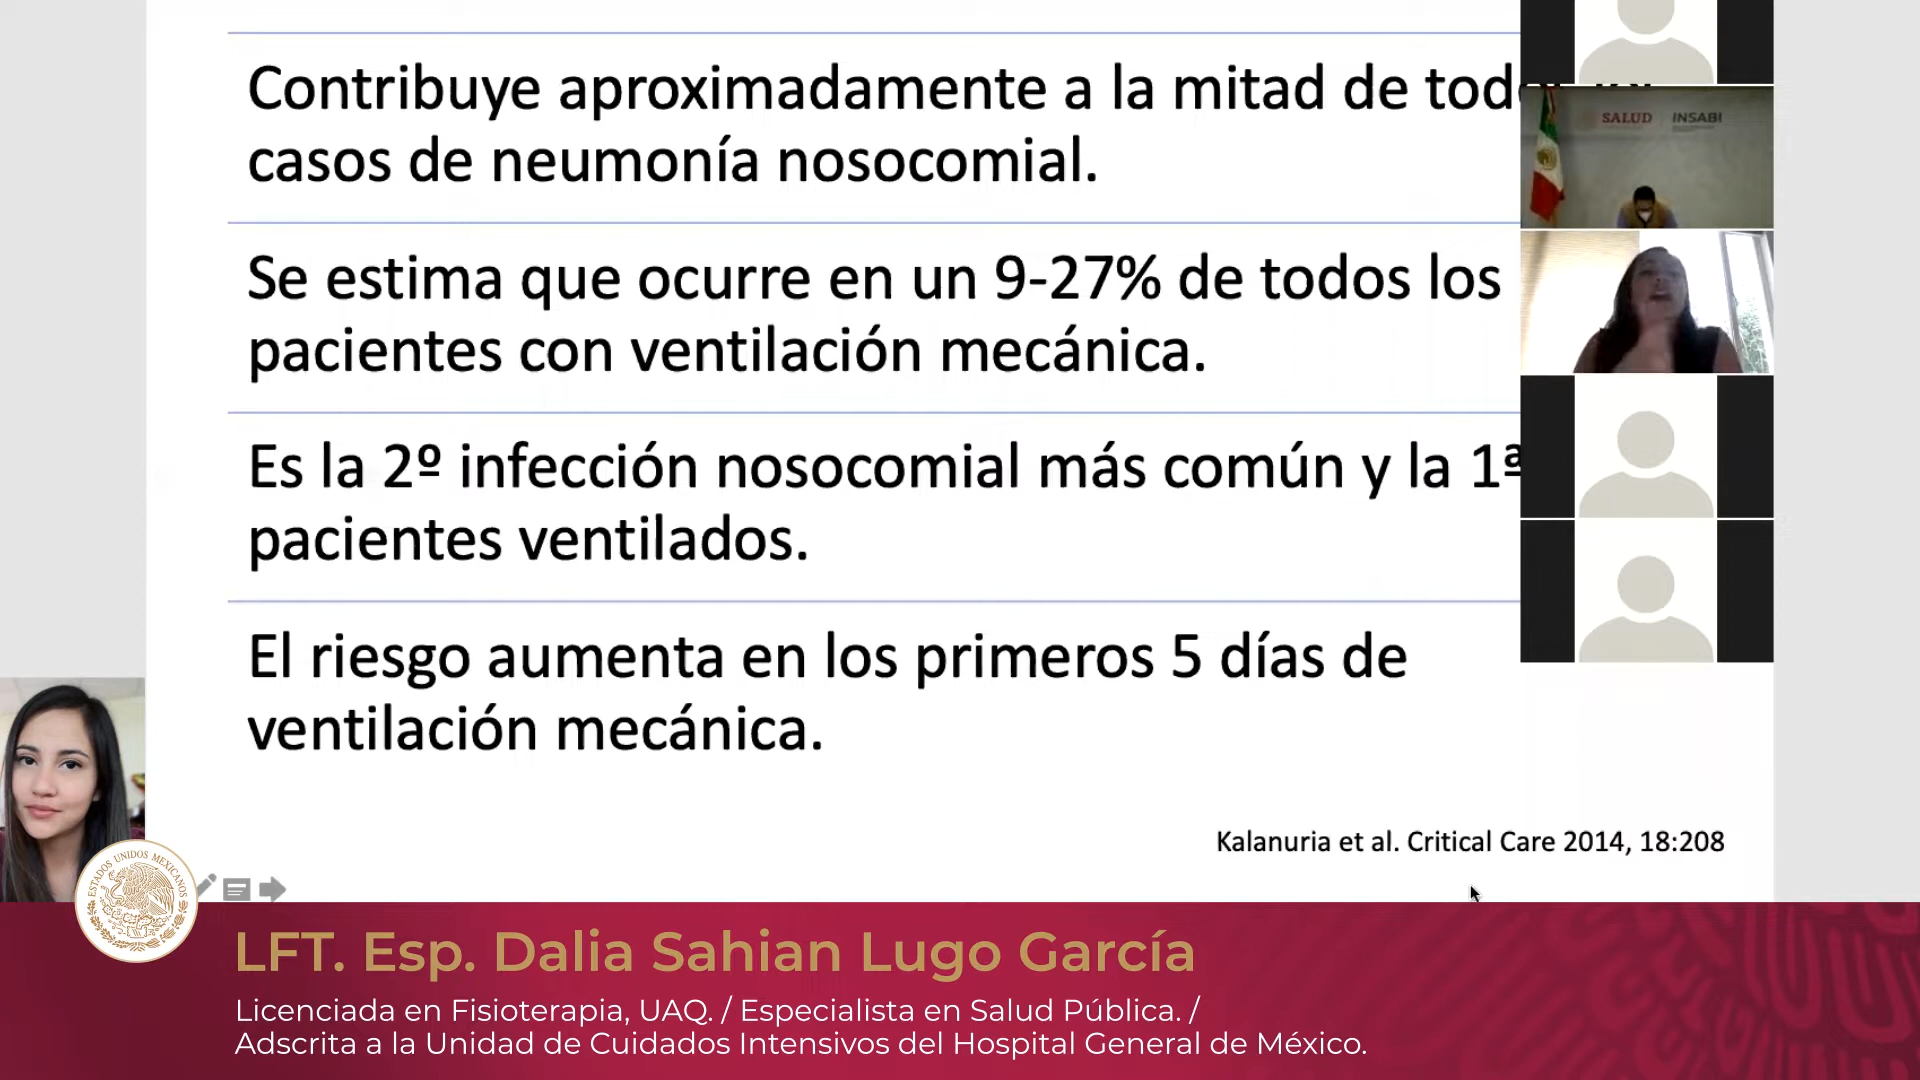 Contribuye aproximadamente a la mitad de todos los
casos de neumonía nosocomial.
SALUD INSABI
Se estima que ocurre en un 9-27% de todos los
pacientes con ventilación mecánica.
Es la 2º infección nosocomial más común y la 1ª
pacientes ventilados.
El riesgo aumenta en los primeros 5 días de
ventilación mecánica.
Kalanuria et al. Critical Care 2014, 18:208
ESTADOS UNIDOS MEXICANOS
LFT. Esp. Dalia Sahian Lugo García
Licenciada en Fisioterapia, UAQ. / Especialista en Salud Pública. /
Adscrita a la Unidad de Cuidados Intensivos del Hospital General de México.